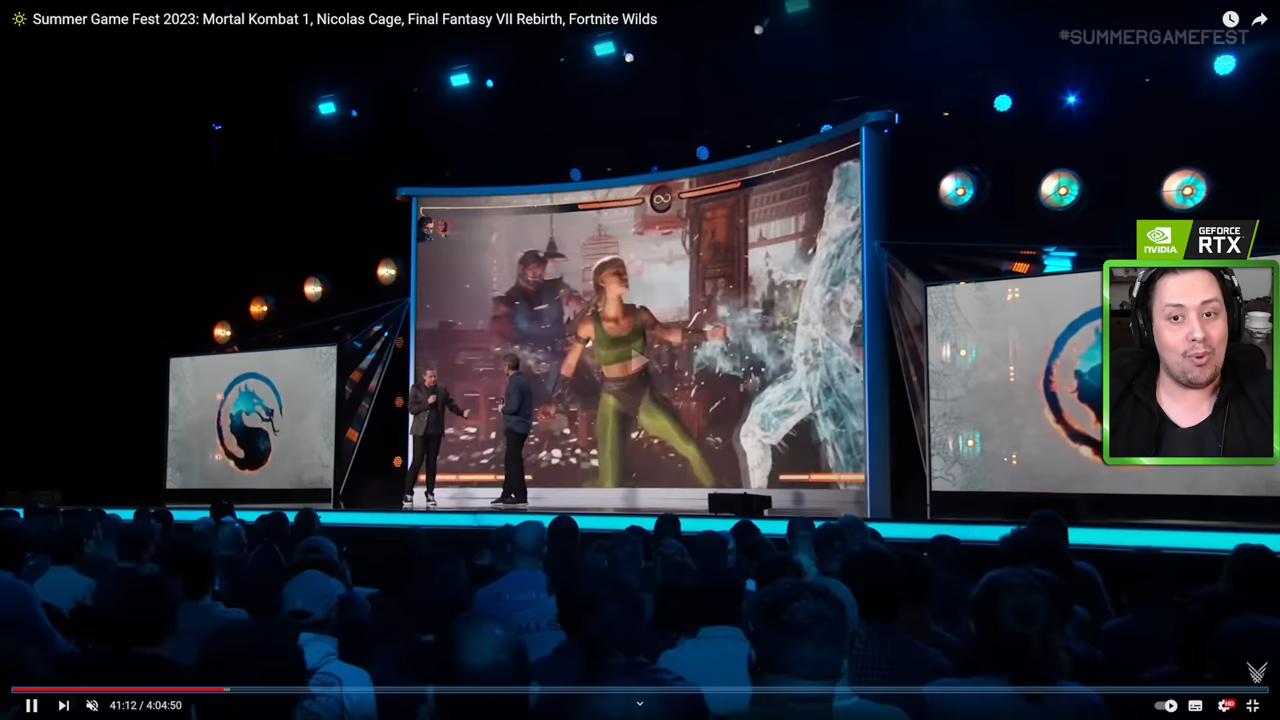 Summer Game Fest 2023: Mortal Kombat 1, Nicolas Cage, Final Fantasy VII Rebirth, Fortnite Wilds
#SUMMERGAMEFEST
NVIDIA.
GEFORCE
RTX
41:12 / 4:04:50
HD